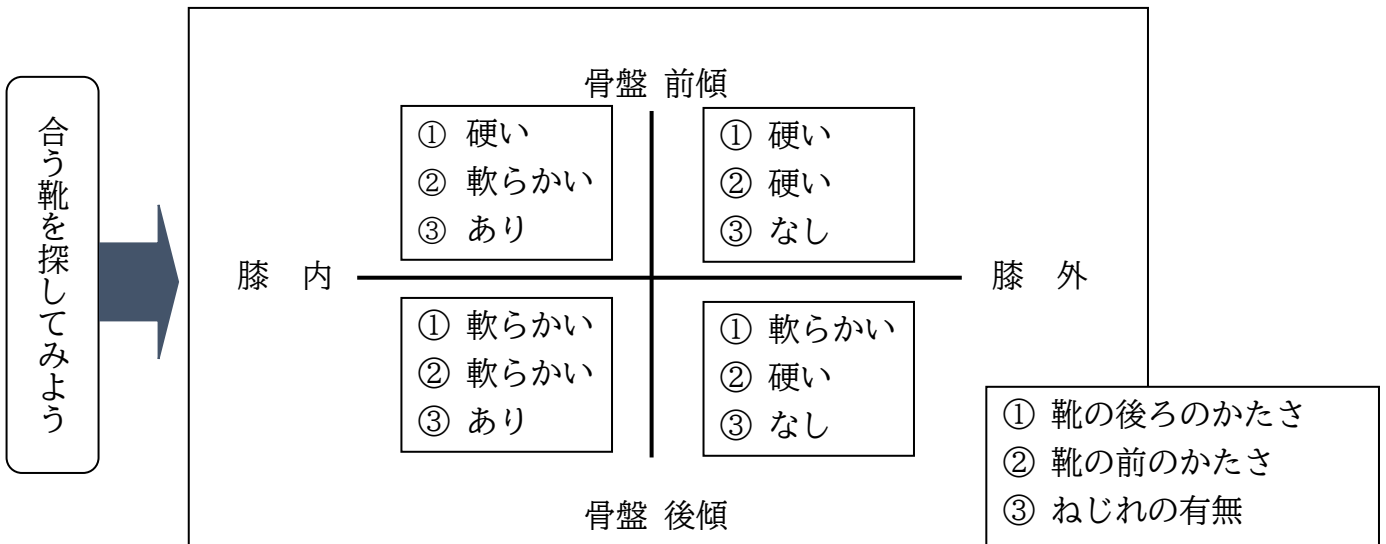 合う靴を探してみよう
骨盤 前傾
① 硬い
② 軟らかい
③ あり
① 硬い
② 硬い
③ なし
膝 内
膝 外
① 軟らかい
② 軟らかい
③ あり
① 軟らかい
② 硬い
③ なし
骨盤 後傾
① 靴の後ろのかたさ
② 靴の前のかたさ
③ ねじれの有無